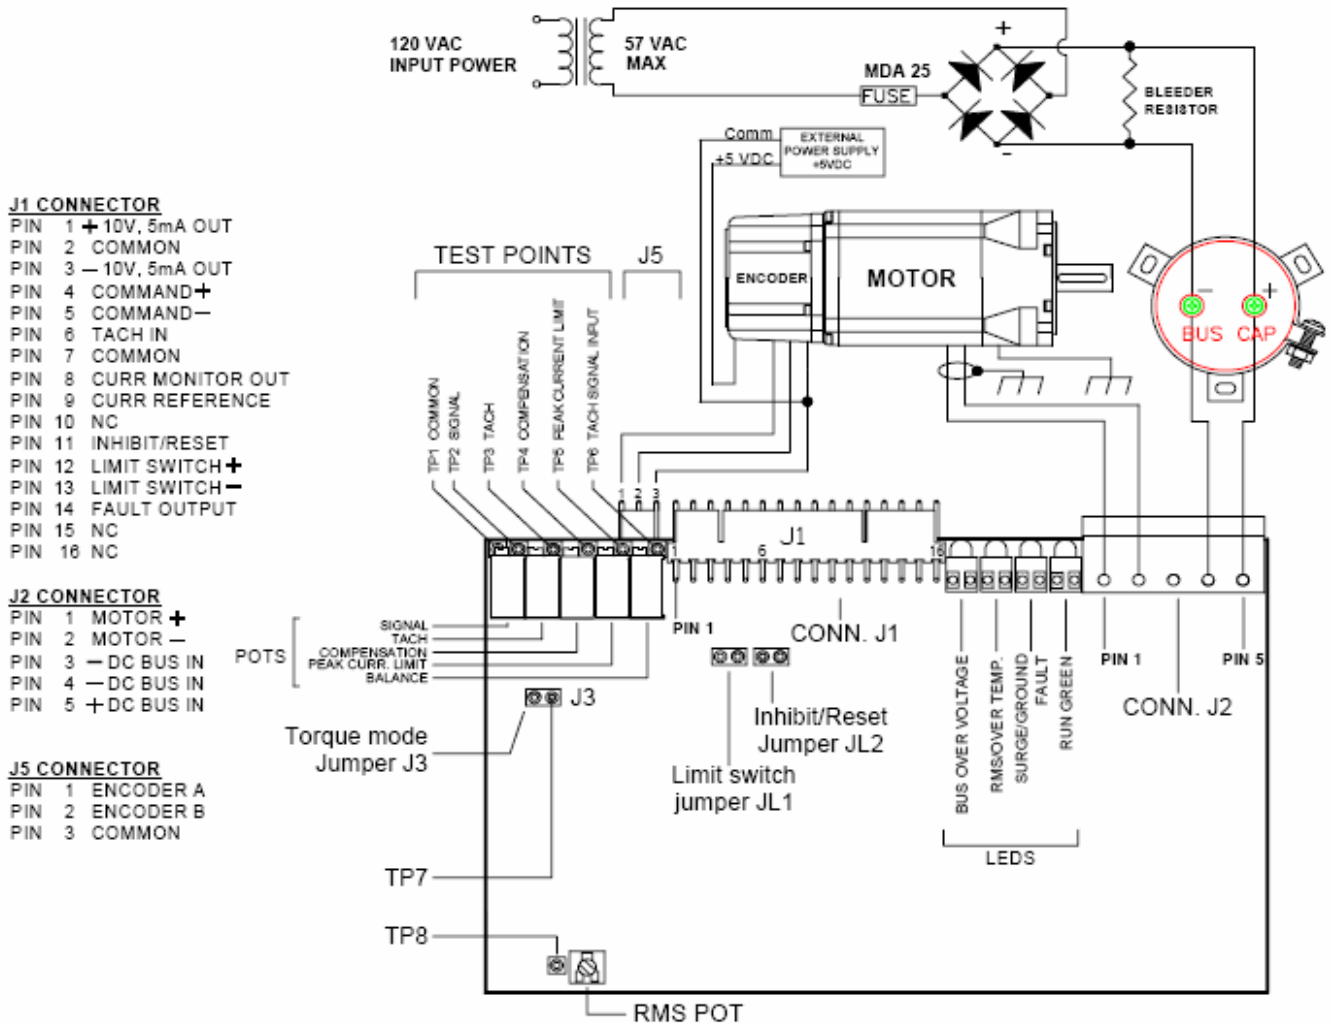 120 VAC
INPUT POWER
57 VAC
MAX
MDA 25
FUSE
+
-
BLEEDER
RESISTOR
Comm
+5 VDC
EXTERNAL
POWER SUPPLY
+5VDC
J1 CONNECTOR
PIN 1 + 10V, 5mA OUT
PIN 2 COMMON
PIN 3 – 10V, 5mA OUT
PIN 4 COMMAND+
PIN 5 COMMAND–
PIN 6 TACH IN
PIN 7 COMMON
PIN 8 CURR MONITOR OUT
PIN 9 CURR REFERENCE
PIN 10 NC
PIN 11 INHIBIT/RESET
PIN 12 LIMIT SWITCH+
PIN 13 LIMIT SWITCH–
PIN 14 FAULT OUTPUT
PIN 15 NC
PIN 16 NC
J2 CONNECTOR
PIN 1 MOTOR +
PIN 2 MOTOR –
PIN 3 – DC BUS IN
PIN 4 – DC BUS IN
PIN 5 + DC BUS IN
J5 CONNECTOR
PIN 1 ENCODER A
PIN 2 ENCODER B
PIN 3 COMMON
TEST POINTS
J5
ENCODER
MOTOR
- +
BUS CAP
TP1 COMMON
TP2 SIGNAL
TP3 TACH
TP4 COMPENSATION
TP5 PEAK CURRENT LIMIT
TP6 TACH SIGNAL INPUT
1 2 3
J1
1 6 16
PIN 1
CONN. J1
POTS
SIGNAL
TACH
COMPENSATION
PEAK CURR. LIMIT
BALANCE
J3
Torque mode
Jumper J3
Inhibit/Reset
Jumper JL2
Limit switch
jumper JL1
BUS OVER VOLTAGE
RMS/OVER TEMP.
SURGE/GROUND
FAULT
RUN GREEN
LEDS
PIN 1
PIN 5
CONN. J2
TP7
TP8
RMS POT